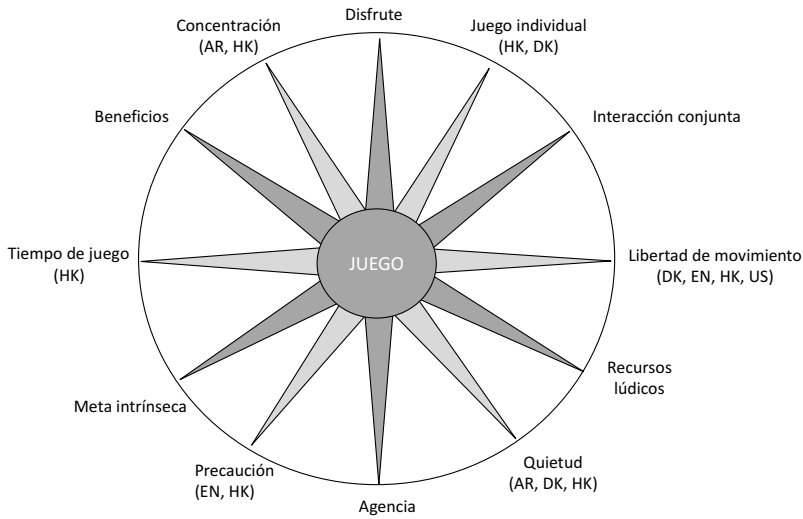 Disfrute
Concentración
(AR, HK)
Juego individual
(HK, DK)
Beneficios
Interacción conjunta
Tiempo de juego
(HK)
JUEGO
Libertad de movimiento
(DK, EN, HK, US)
Recursos
lúdicos
Meta intrínseca
Precaución
(EN, HK)
Quietud
(AR, DK, HK)
Agencia